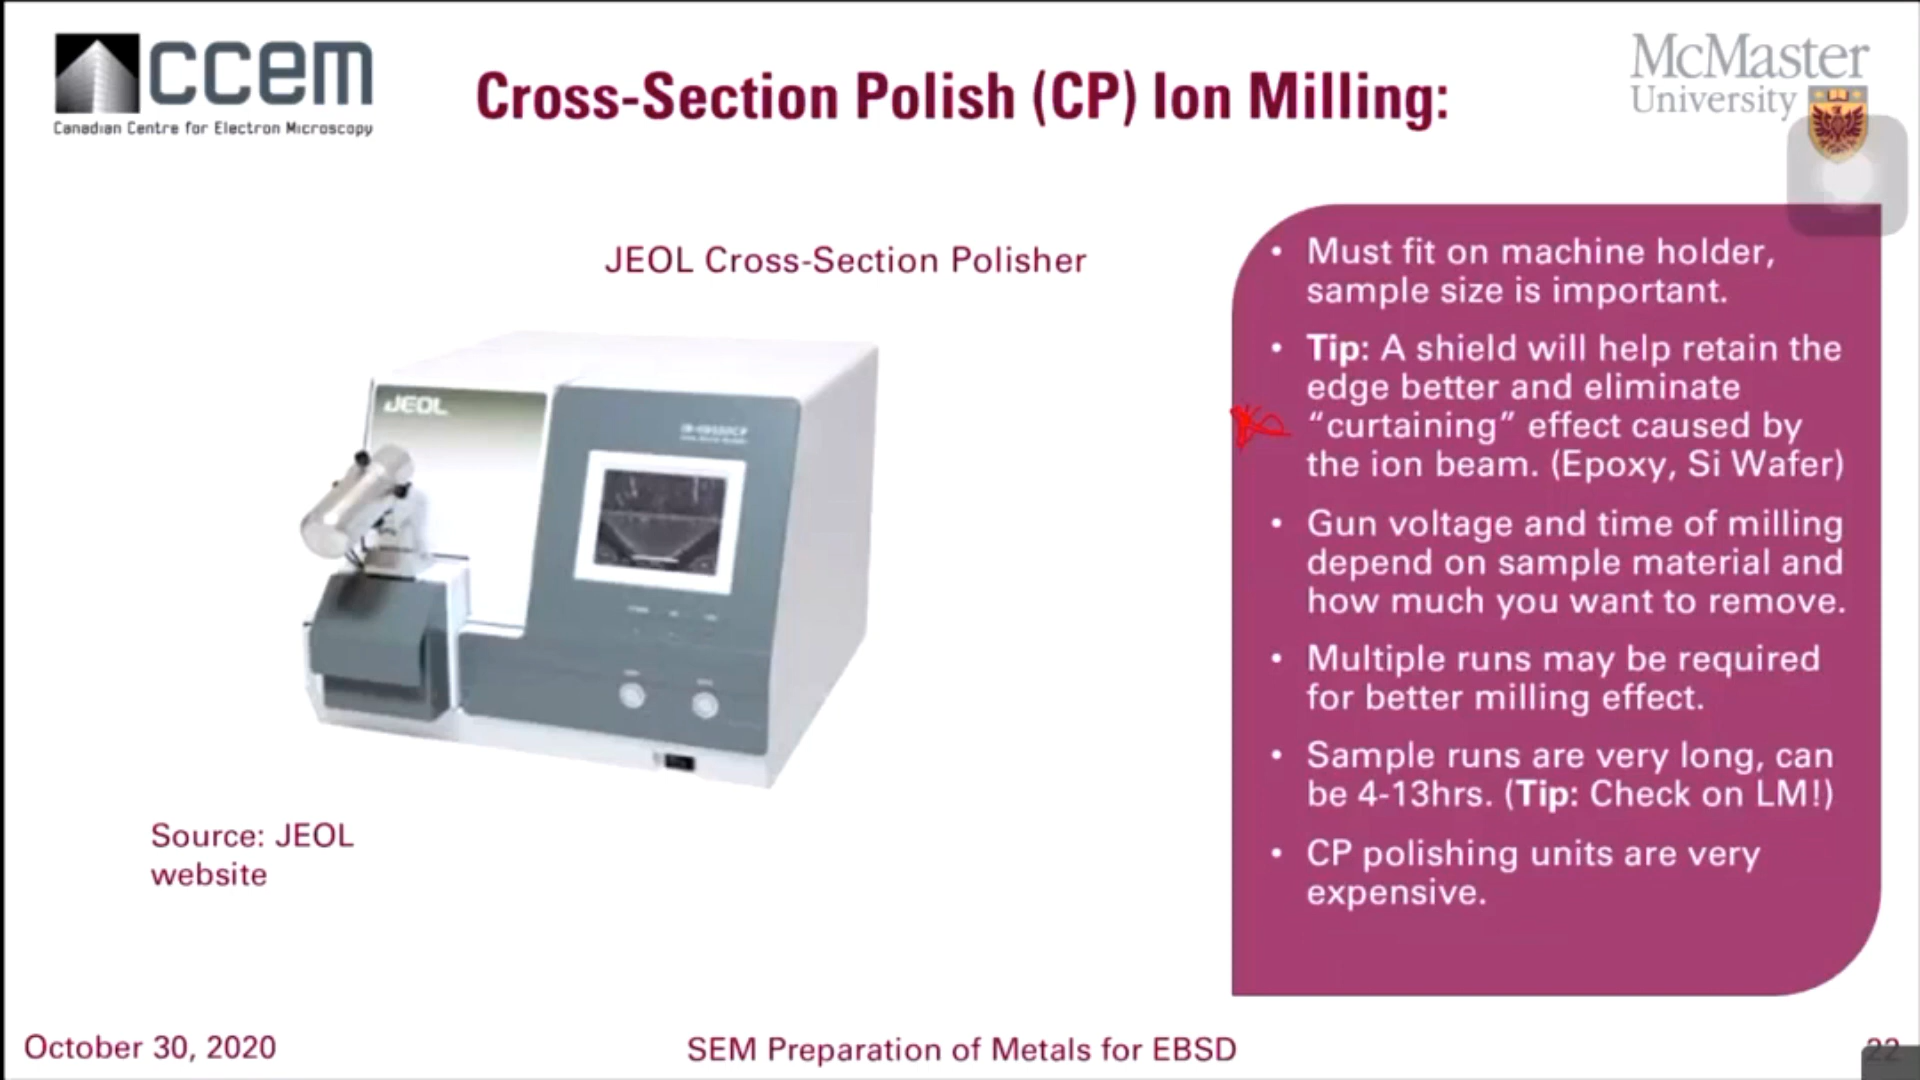 ccem
Canadian Centre for Electron Microscopy
Cross-Section Polish (CP) Ion Milling:
McMaster
University
JEOL Cross-Section Polisher
JEOL
• Must fit on machine holder,
sample size is important.
• Tip: A shield will help retain the
edge better and eliminate
“curtaining” effect caused by
the ion beam. (Epoxy, Si Wafer)
• Gun voltage and time of milling
depend on sample material and
how much you want to remove.
• Multiple runs may be required
for better milling effect.
• Sample runs are very long, can
be 4-13hrs. (Tip: Check on LM!)
• CP polishing units are very
expensive.
Source: JEOL
website
October 30, 2020
SEM Preparation of Metals for EBSD
22